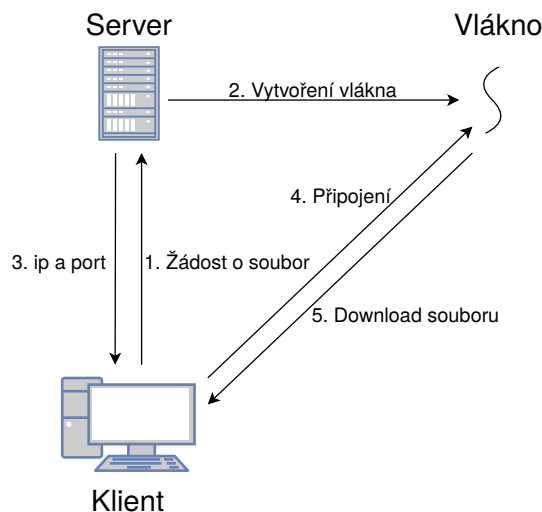 Server
Vlákno
2. Vytvoření vlákna
4. Připojení
3. ip a port
1. Žádost o soubor
5. Download souboru
Klient